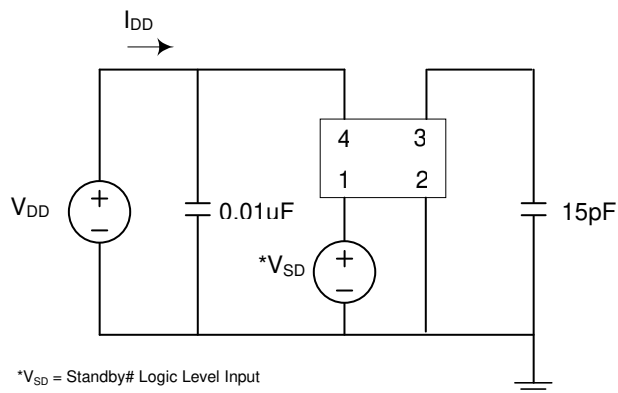 IDD
4 3
1 2
VDD
+
−
0.01uF
*VSD
+
−
15pF
*VSD = Standby# Logic Level Input